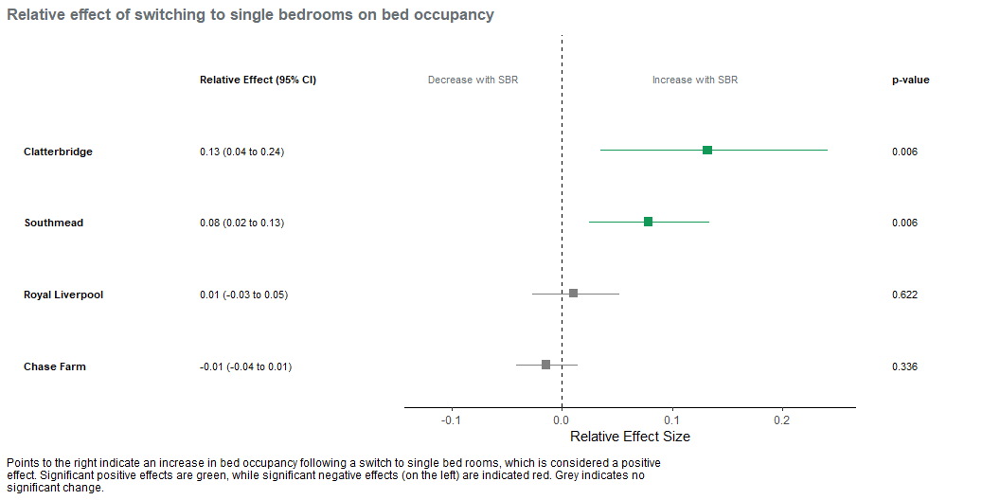 Relative effect of switching to single bedrooms on bed occupancy
Relative Effect (95% CI) Decrease with SBR Increase with SBR p-value
Clatterbridge 0.13 (0.04 to 0.24) 0.006
Southmead 0.08 (0.02 to 0.13) 0.006
Royal Liverpool 0.01 (-0.03 to 0.05) 0.622
Chase Farm -0.01 (-0.04 to 0.01) 0.336
-0.1 0.0 0.1 0.2
Relative Effect Size
Points to the right indicate an increase in bed occupancy following a switch to single bed rooms, which is considered a positive
effect. Significant positive effects are green, while significant negative effects (on the left) are indicated red. Grey indicates no
significant change.